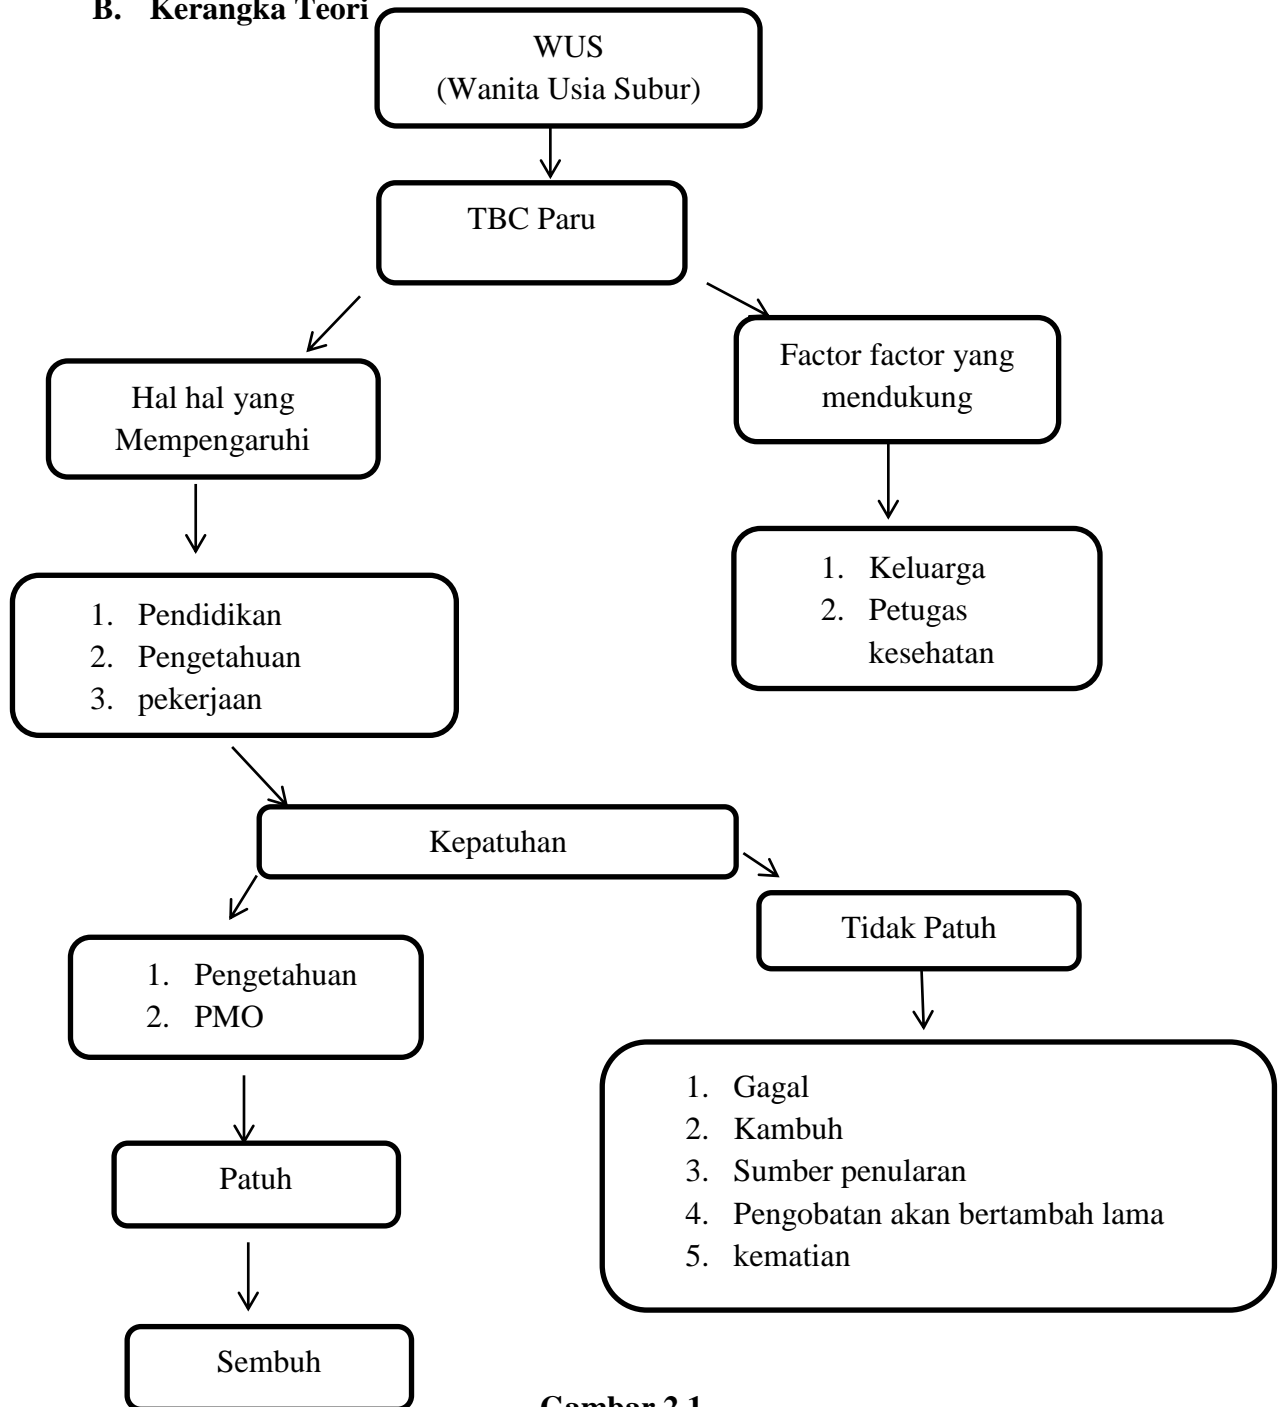 B. Kerangka Teori
WUS
(Wanita Usia Subur)
TBC Paru
Factor factor yang
mendukung
Hal hal yang
Mempengaruhi
1. Keluarga
2. Petugas
kesehatan
1. Pendidikan
2. Pengetahuan
3. pekerjaan
Kepatuhan
Tidak Patuh
1. Pengetahuan
2. PMO
1. Gagal
2. Kambuh
3. Sumber penularan
4. Pengobatan akan bertambah lama
5. kematian
Patuh
Sembuh
Gambar 2.1